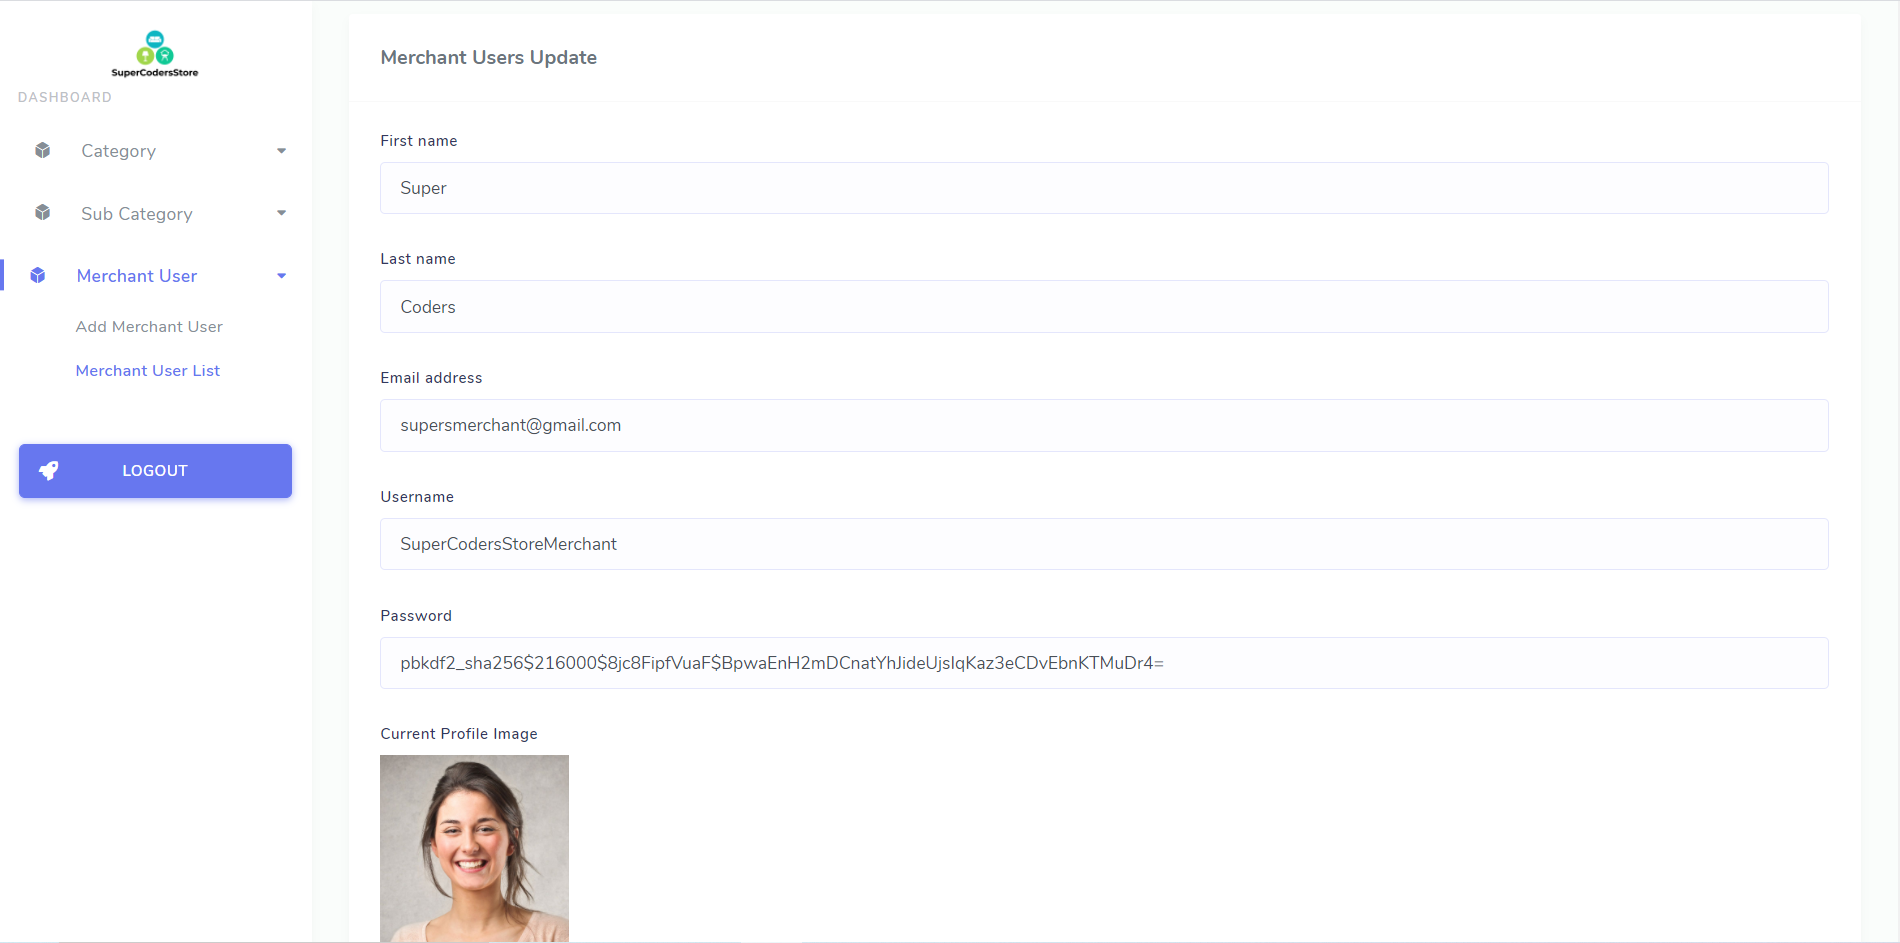 SuperCodersStore
DASHBOARD
Category
Sub Category
Merchant User
Add Merchant User
Merchant User List
LOGOUT
Merchant Users Update
First name
Super
Last name
Coders
Email address
supersmerchant@gmail.com
Username
SuperCodersStoreMerchant
Password
pbkdf2_sha256$216000$8jc8FipfVuaF$BpwaEnH2mDCnatYhJideUjsIqKaz3eCDvEbnKTMuDr4=
Current Profile Image